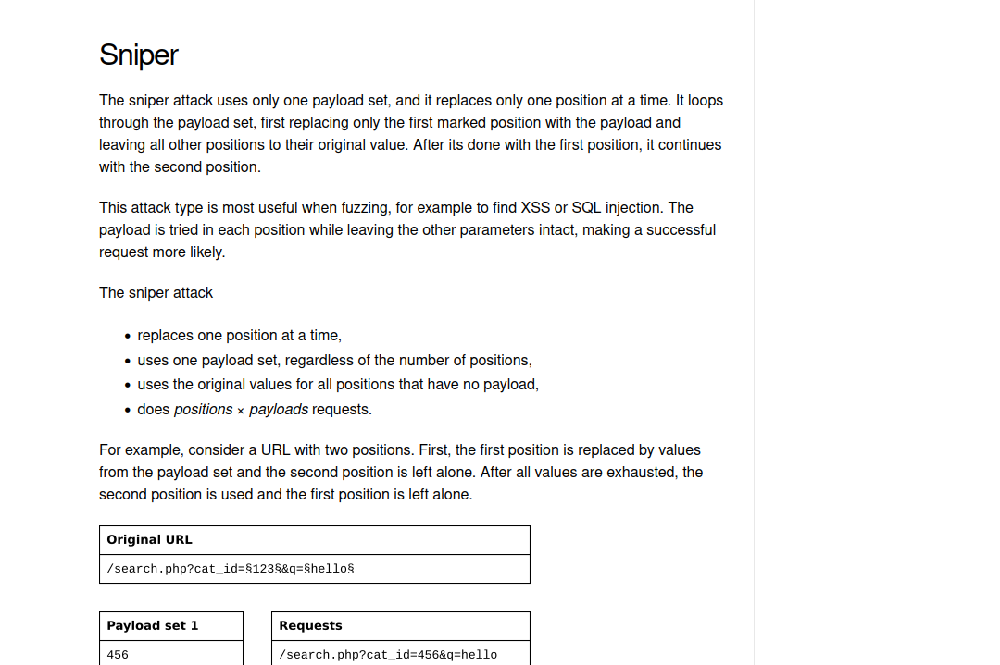 Sniper
The sniper attack uses only one payload set, and it replaces only one position at a time. It loops
through the payload set, first replacing only the first marked position with the payload and
leaving all other positions to their original value. After its done with the first position, it continues
with the second position.
This attack type is most useful when fuzzing, for example to find XSS or SQL injection. The
payload is tried in each position while leaving the other parameters intact, making a successful
request more likely.
The sniper attack
• replaces one position at a time,
• uses one payload set, regardless of the number of positions,
• uses the original values for all positions that have no payload,
• does positions × payloads requests.
For example, consider a URL with two positions. First, the first position is replaced by values
from the payload set and the second position is left alone. After all values are exhausted, the
second position is used and the first position is left alone.
Original URL
/search.php?cat_id=§123§&q=§hello§
Payload set 1
456
Requests
/search.php?cat_id=456&q=hello